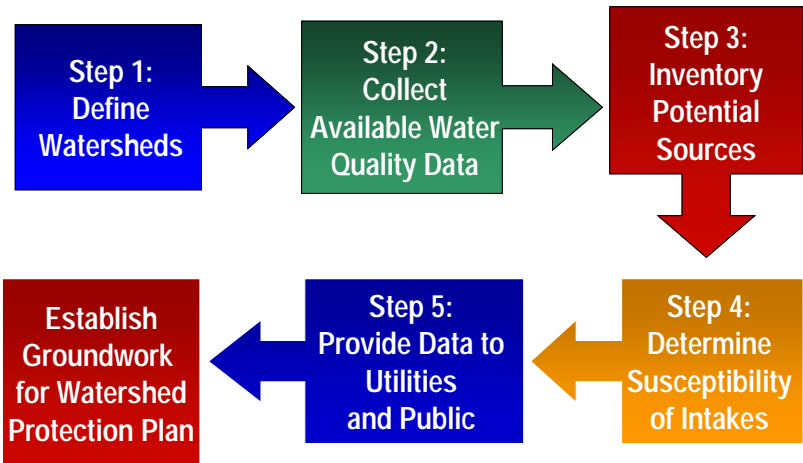 Step 1:
Define
Watersheds
Step 2:
Collect
Available Water
Quality Data
Step 3:
Inventory
Potential
Sources
Step 4:
Determine
Susceptibility
of Intakes
Step 5:
Provide Data to
Utilities
and Public
Establish
Groundwork
for Watershed
Protection Plan